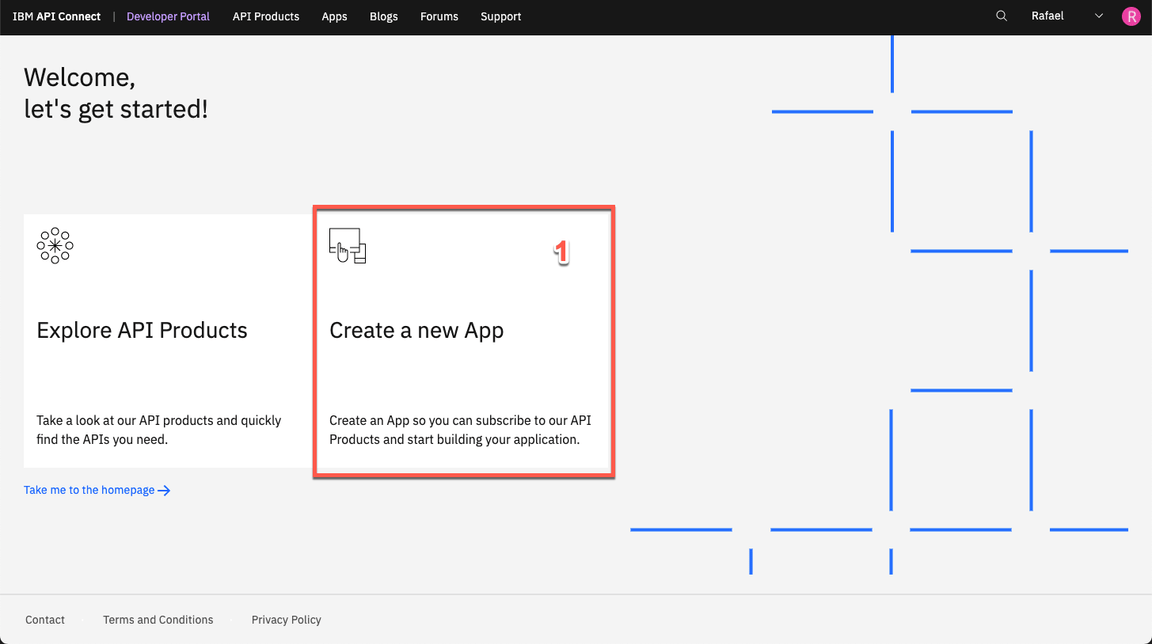 IBM API Connect | Developer Portal API Products Apps Blogs Forums Support Rafael R
Welcome,
let's get started!
1
Explore API Products
Create a new App
Take a look at our API products and quickly
find the APIs you need.
Create an App so you can subscribe to our API
Products and start building your application.
Take me to the homepage
Contact Terms and Conditions Privacy Policy